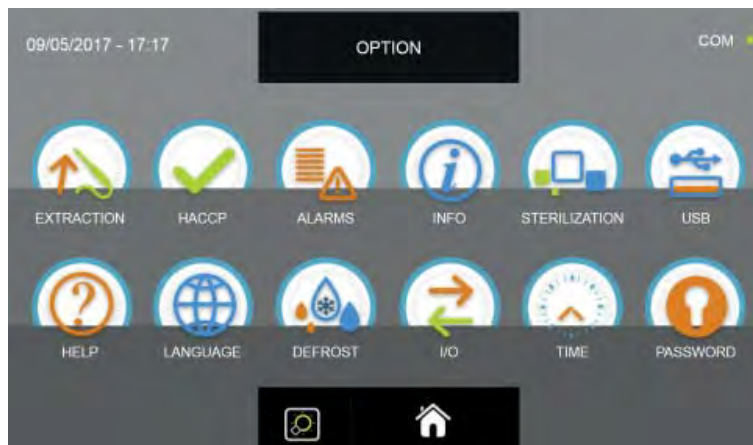 09/05/2017 - 17:17 OPTION COM
EXTRACTION HACCP ALARMS INFO STERILIZATION USB
HELP LANGUAGE DEFROST I/O TIME PASSWORD